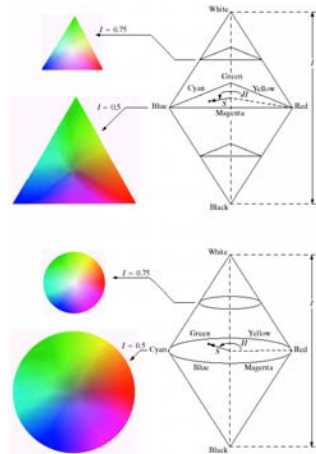 White
I = 0.75
Green
Cyan
Yellow
I = 0.5
H
S
Blue
Red
Magenta
I
Black
White
I = 0.75
Green
Yellow
I = 0.5
H
Cyan
S
Red
Blue
Magenta
I
Black